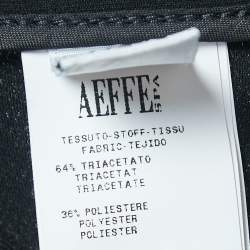 AEFFE SPA
TESSUTO-STOFF-TISSU
FABRIC-TEJIDO
64% TRIACETATO
TRIACETAT
TRIACETATE
36% POLIESTERE
POLYESTER
POLIESTER